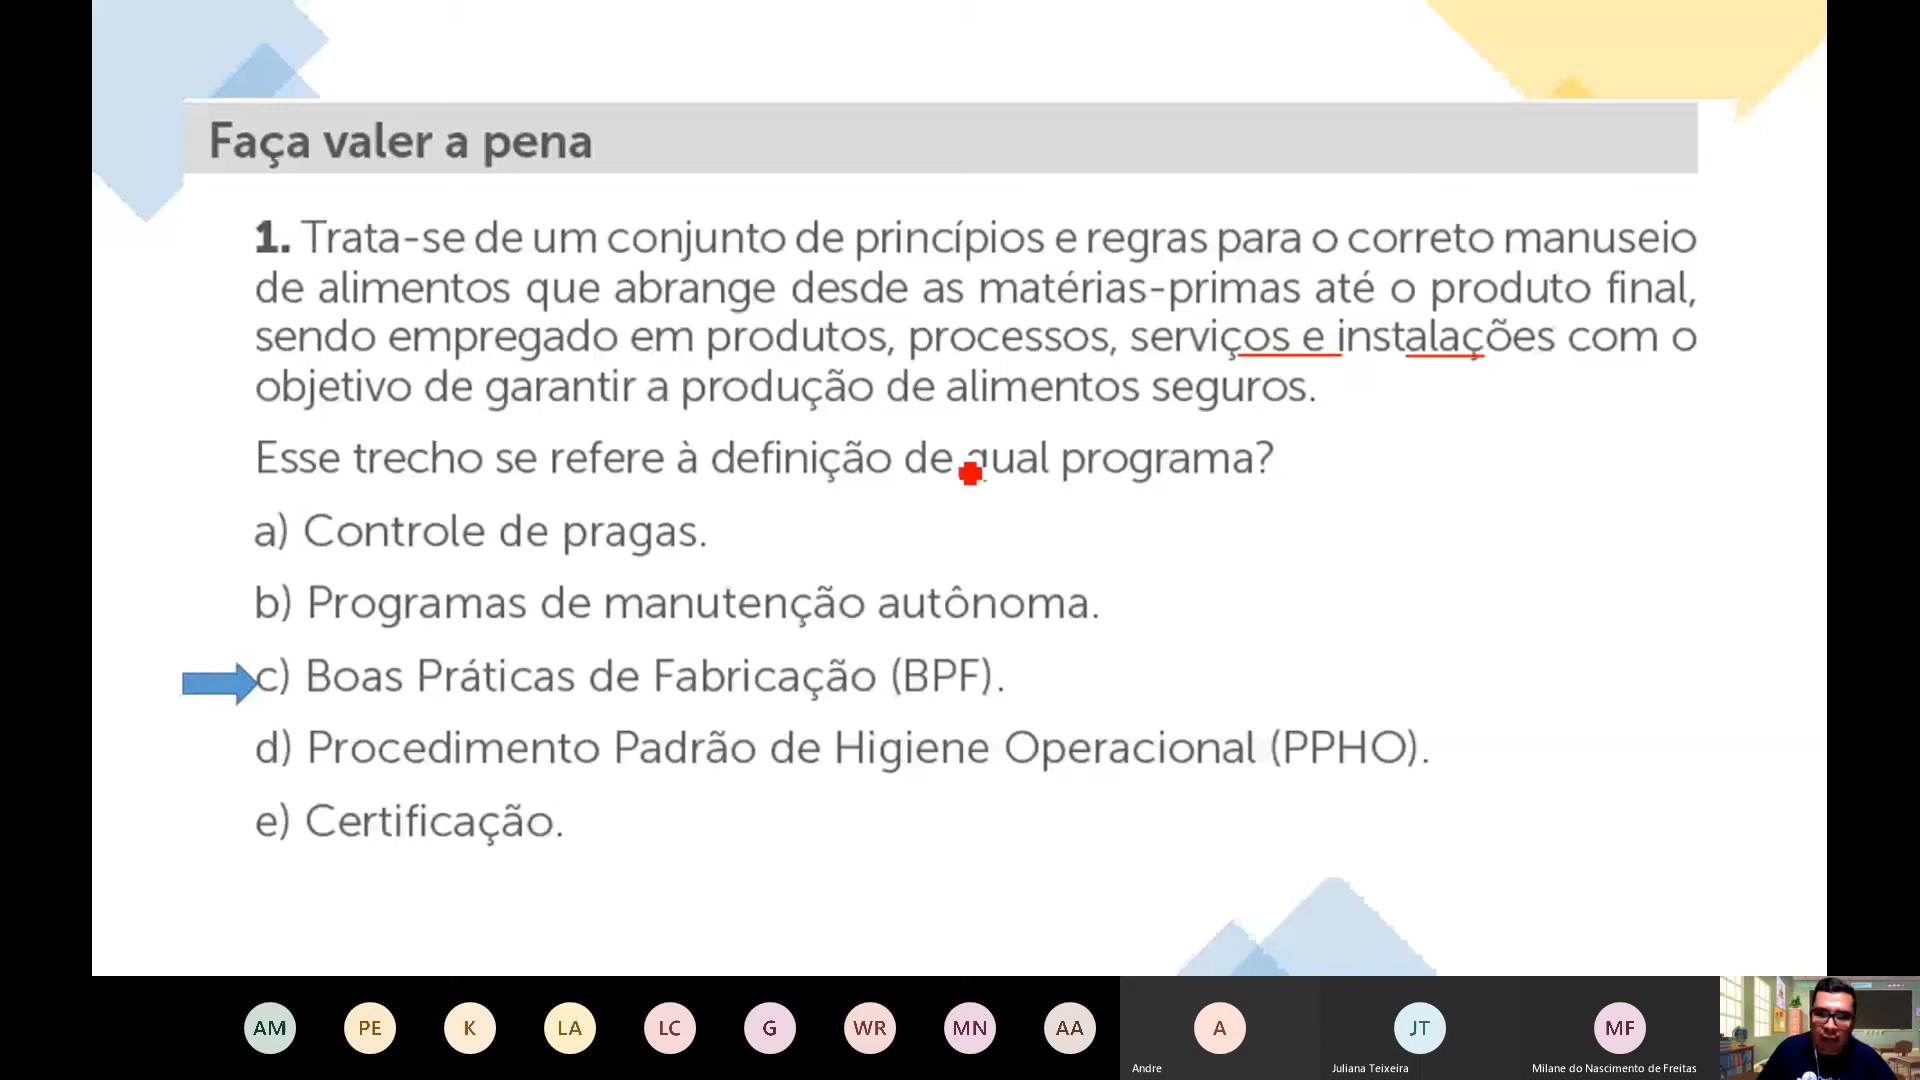 Faça valer a pena
1. Trata-se de um conjunto de princípios e regras para o correto manuseio
de alimentos que abrange desde as matérias-primas até o produto final,
sendo empregado em produtos, processos, serviços e instalações com o
objetivo de garantir a produção de alimentos seguros.
Esse trecho se refere à definição de qual programa?
a) Controle de pragas.
b) Programas de manutenção autônoma.
c) Boas Práticas de Fabricação (BPF).
d) Procedimento Padrão de Higiene Operacional (PPHO).
e) Certificação.
AM PE K LA LC G WR MN AA A JT MF
Andre Juliana Teixeira Milane do Nascimento de Freitas